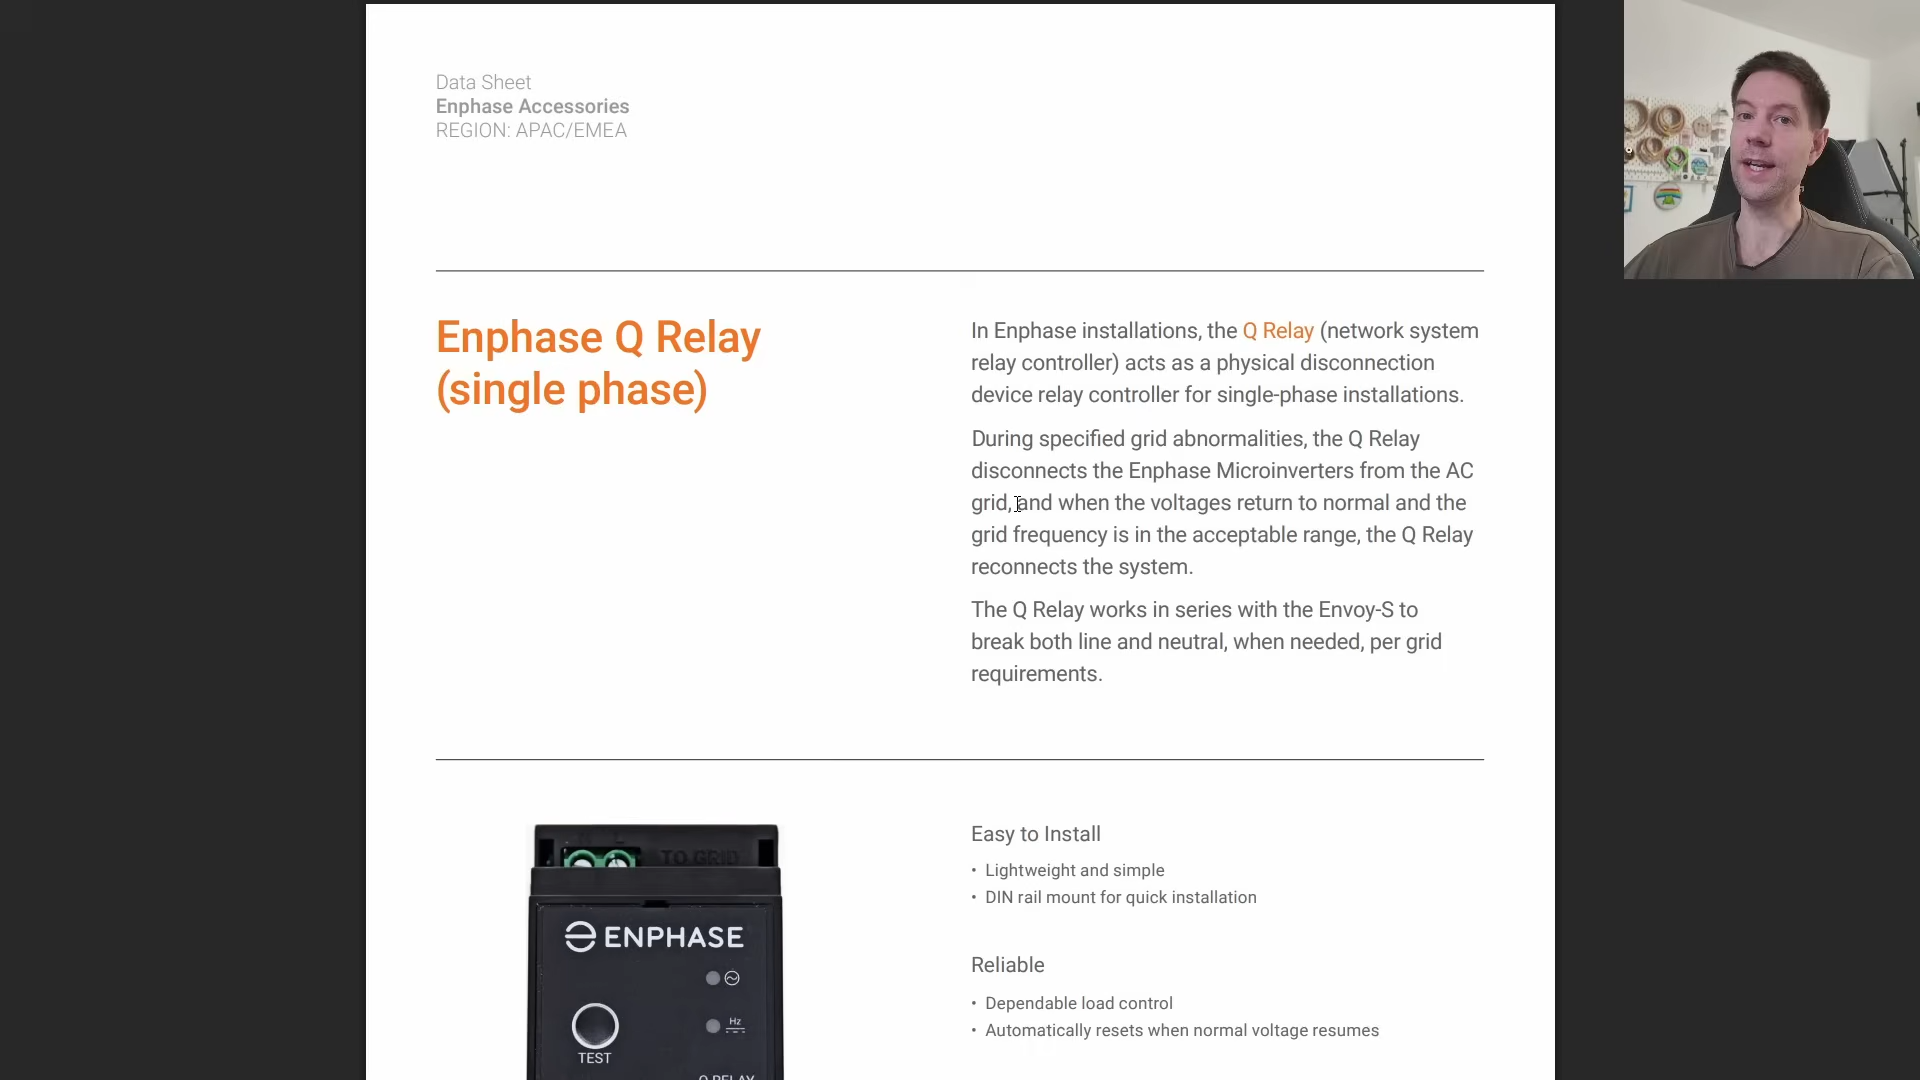 Data Sheet
Enphase Accessories
REGION: APAC/EMEA
Enphase Q Relay
(single phase)
In Enphase installations, the Q Relay (network system
relay controller) acts as a physical disconnection
device relay controller for single-phase installations.
During specified grid abnormalities, the Q Relay
disconnects the Enphase Microinverters from the AC
grid, and when the voltages return to normal and the
grid frequency is in the acceptable range, the Q Relay
reconnects the system.
The Q Relay works in series with the Envoy-S to
break both line and neutral, when needed, per grid
requirements.
TO GRID
ENPHASE
Hz
TEST
Q RELAY
Easy to Install
• Lightweight and simple
• DIN rail mount for quick installation
Reliable
• Dependable load control
• Automatically resets when normal voltage resumes